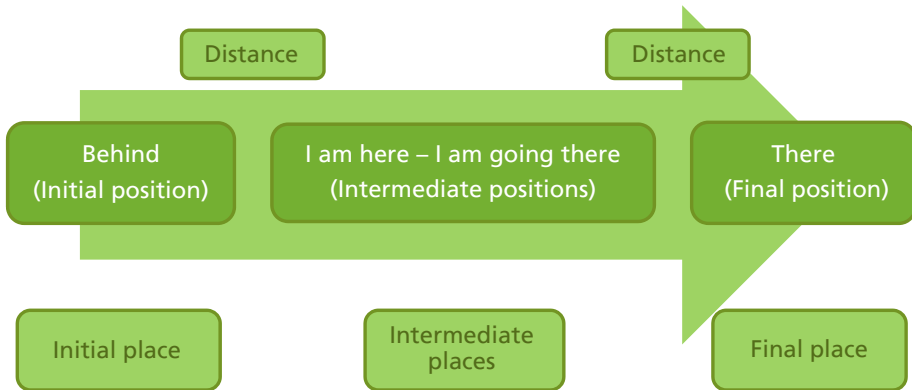 Distance
Distance
Behind
(Initial position)
I am here – I am going there
(Intermediate positions)
There
(Final position)
Initial place
Intermediate
places
Final place